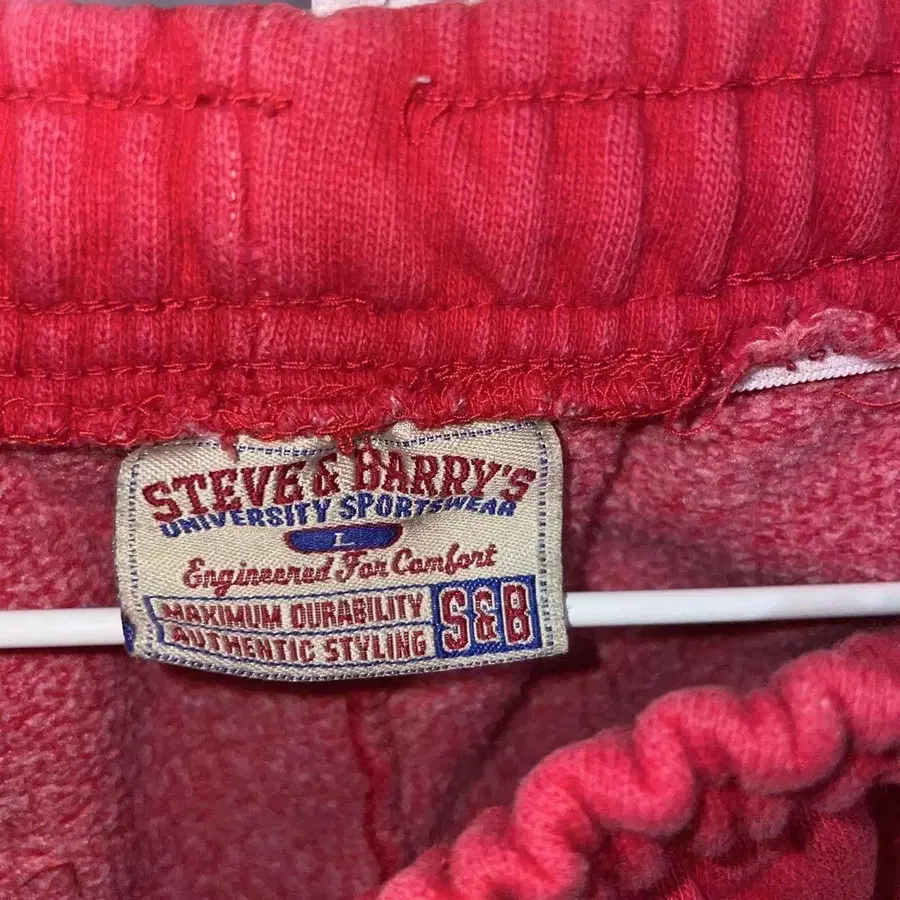 STEVE & BARRY'S
UNIVERSITY SPORTSWEAR
L
Engineered For Comfort
MAXIMUM DURABILITY
AUTHENTIC STYLING
S&B